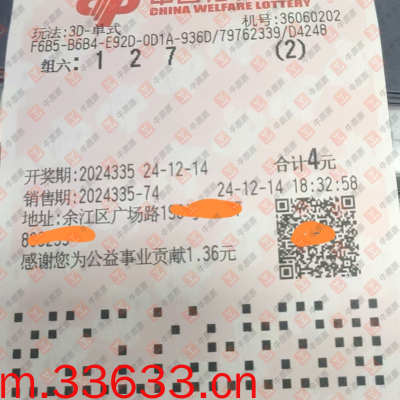 CHINA WELFARE LOTTERY
玩法:3D-单式 机号:36060202
F6B5-B6B4-E92D-0D1A-936D/79762339/D4248
组六: 1 2 7 (2)
开奖期:2024335 24-12-14 合计4元
销售期:2024335-74 24-12-14 18:32:58
地址:余江区广场路
感谢您为公益事业贡献1.36元
m.33633.cn